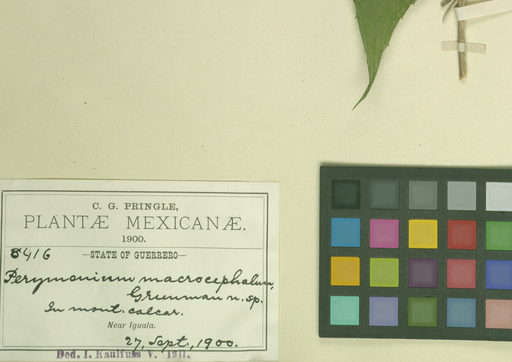 C. G. PRINGLE,
PLANTÆ MEXICANÆ.
1900.
8416 —STATE OF GUERRERO—
Perymenium macrocephalum,
Greenman n. sp.
In mont. calcar.
Near Iguala.
27, Sept., 1900.
Ded. I. Kaulfuss V. 1911.